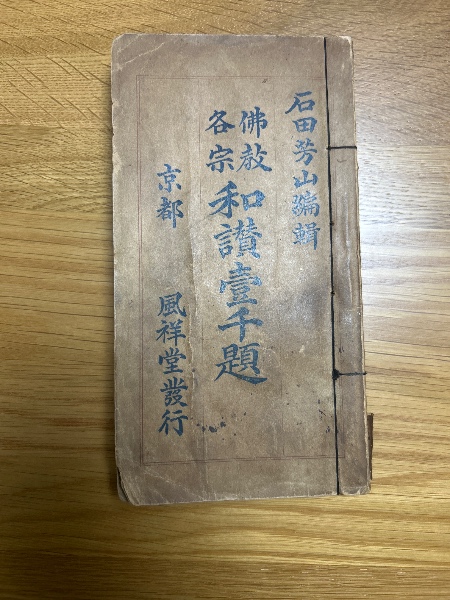 石田芳山編輯
佛教
各宗
和讃壹千題
京都　風祥堂發行